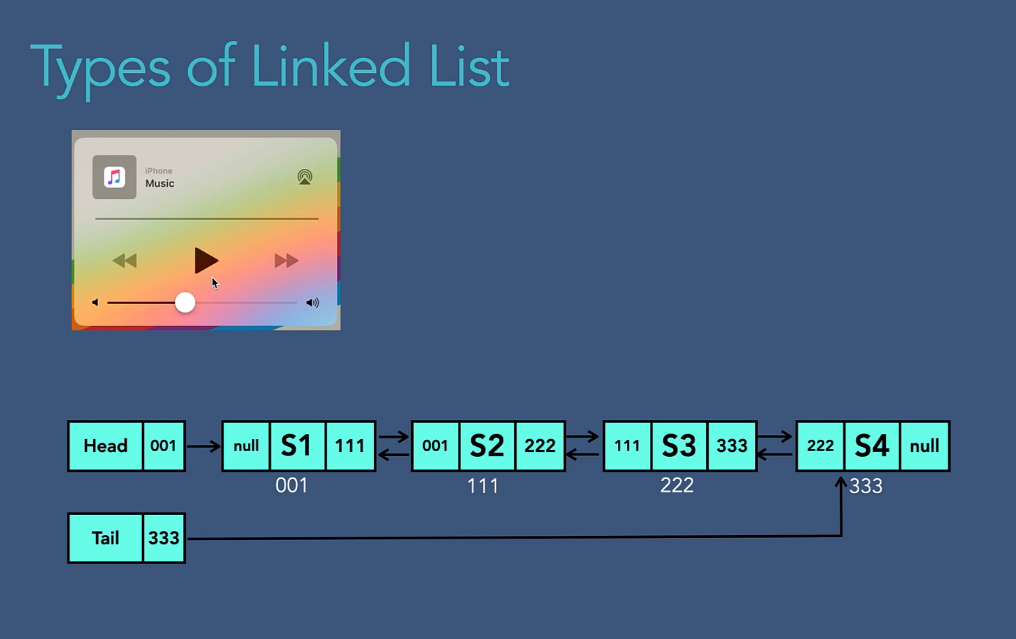 Types of Linked List
iPhone
Music
Head 001 null S1 111 001 S2 222 111 S3 333 222 S4 null
001 111 222 333
Tail 333